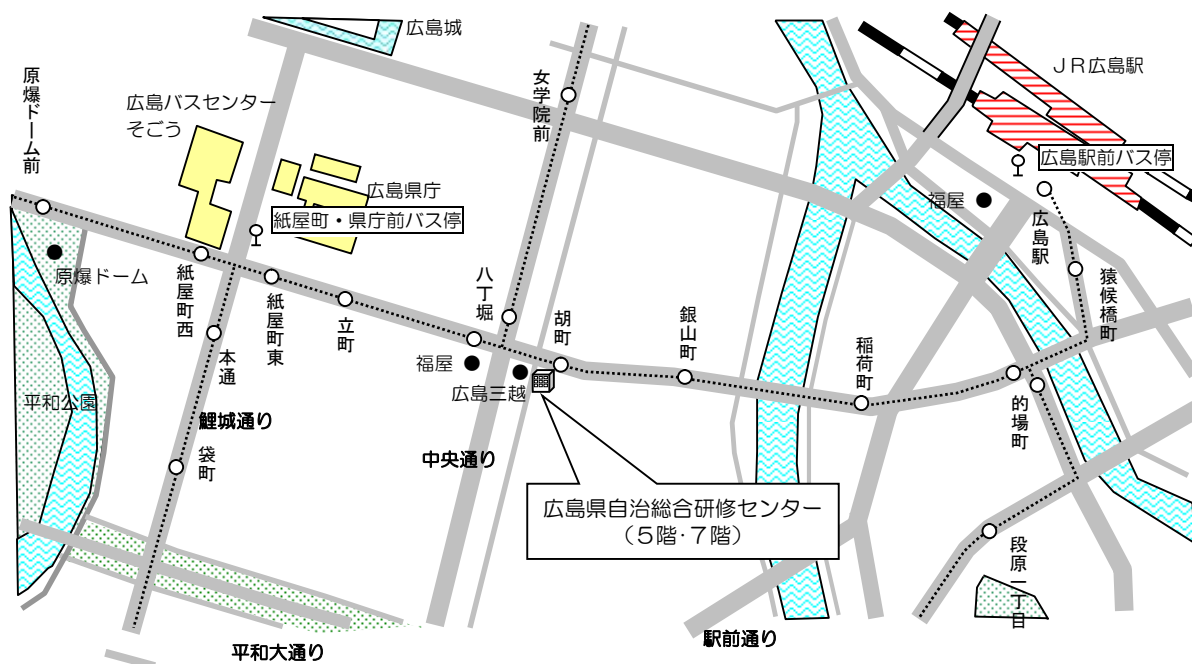 広島城
JR広島駅
原爆ドーム前
広島バスセンター
そごう
女学院前
広島県庁
広島駅前バス停
紙屋町・県庁前バス停
福屋
広島駅
原爆ドーム
紙屋町西
紙屋町東
立町
八丁堀
胡町
銀山町
稲荷町
猿候橋町
本通
福屋
広島三越
的場町
平和公園
鯉城通り
袋町
中央通り
広島県自治総合研修センター
(5階・7階)
段原一丁目
駅前通り
平和大通り